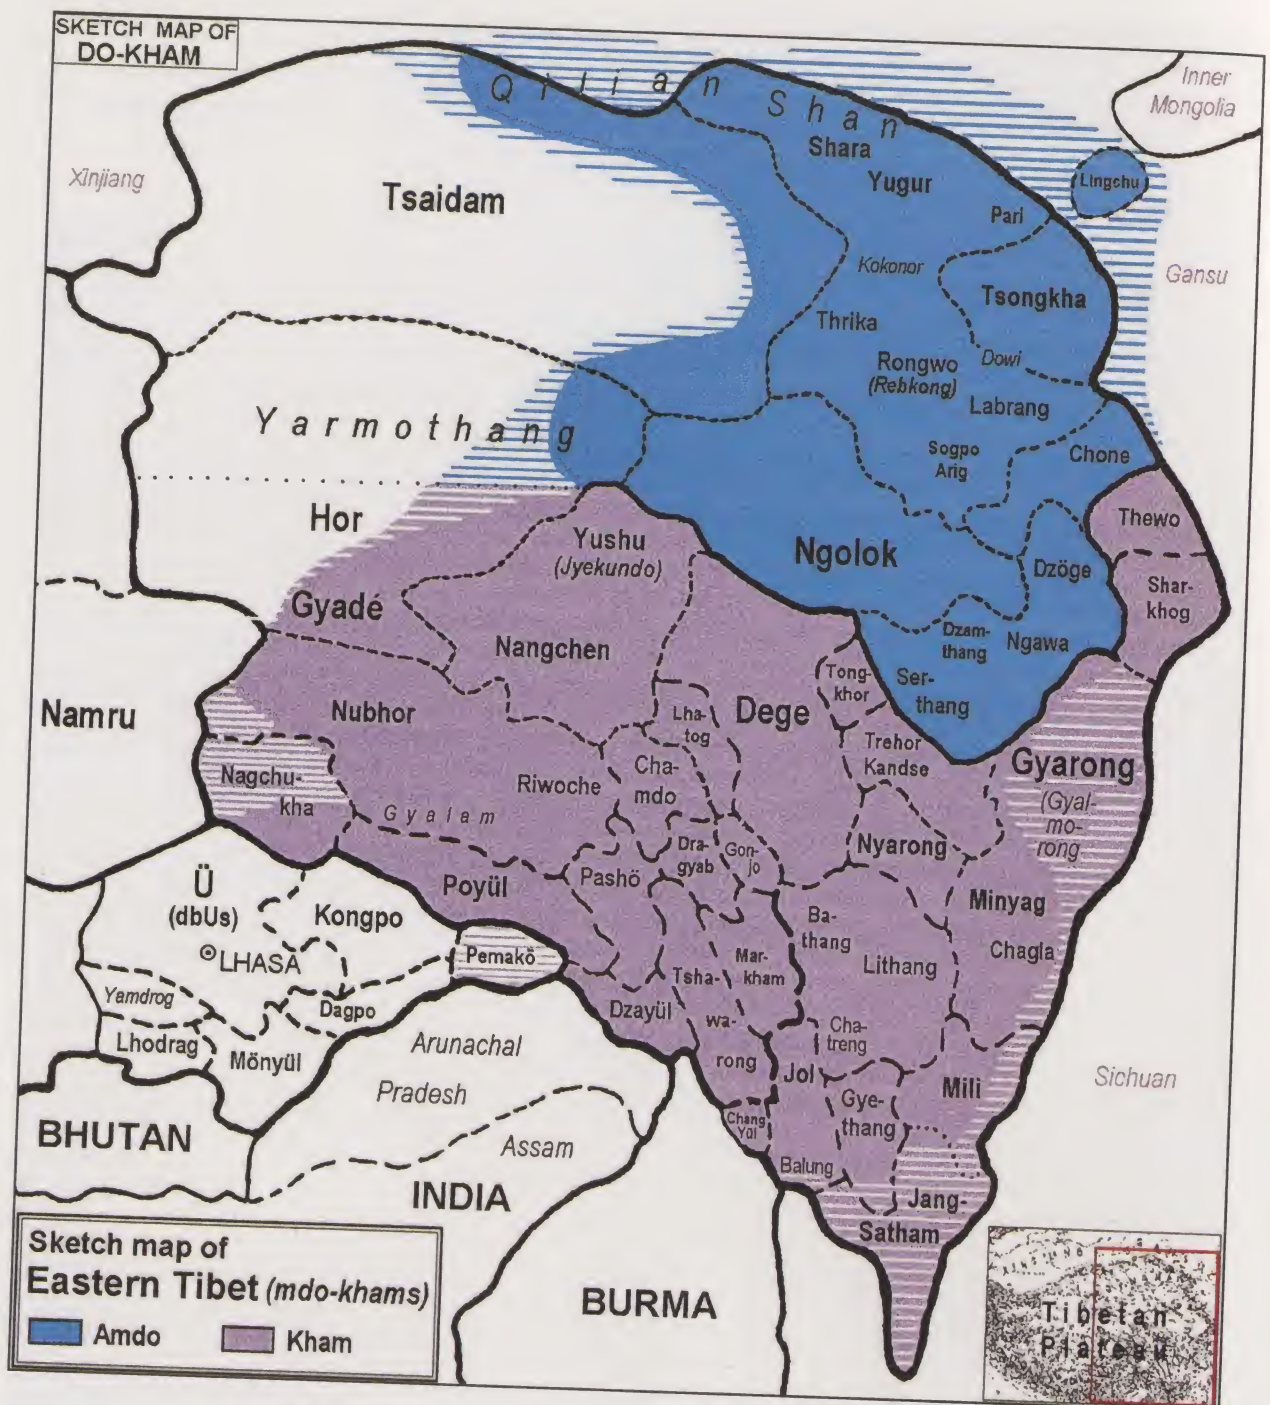 SKETCH MAP OF
DO-KHAM
Qilian Shan
Inner
Mongolia
Xinjiang
Tsaidam
Shara
Yugur
Lingchu
Pari
Gansu
Kokonor
Tsongkha
Thrika
Dowi
Rongwo
(Rebkong)
Labrang
Yarmothang
Sogpo
Arig
Chone
Hor
Thewo
Yushu
(Jyekundo)
Ngolok
Dzöge
Shar-
khog
Gyadé
Nangchen
Dzam-
thang
Ngawa
Tong-
khor
Ser-
thang
Namru
Nubhor
Lha-
tog
Dege
Trehor
Kandse
Gyarong
(Gyal-
mo-
rong)
Nagchu-
kha
Riwoche
Cha-
mdo
Gyalam
Dra-
gyab
Gon-
jo
Nyarong
Ü
(dbUs)
Kongpo
Poyül
Pashö
Minyag
LHASA
Pemakö
Ba-
thang
Chagla
Lithang
Mar-
kham
Tsha-
wa-
rong
Yamdrog
Dagpo
Dzayül
Lhodrag
Mönyül
Arunachal
Pradesh
Cha-
treng
Jol
Mili
Sichuan
Gye-
thang
Chang
Yül
BHUTAN
Assam
Balung
INDIA
Jang-
Satham
BURMA
Sketch map of
Eastern Tibet (mdo-khams)
Amdo
Kham
Tibetan
Plateau